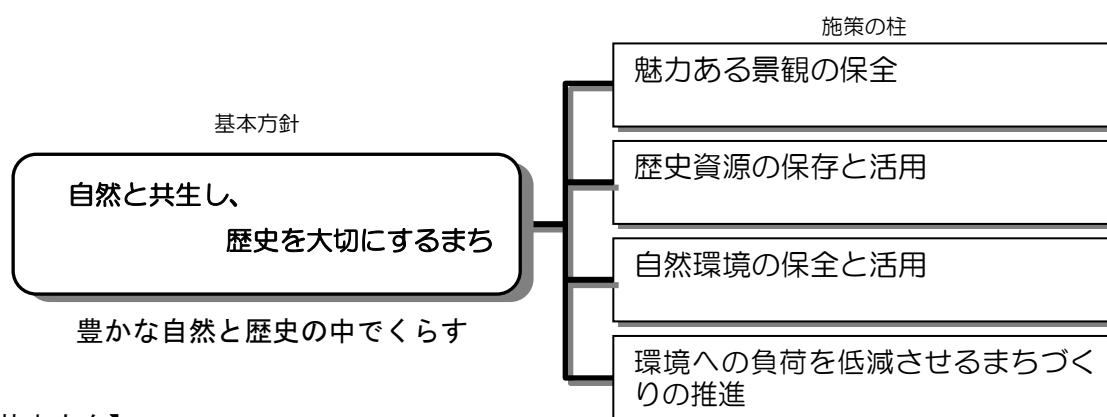 施策の柱
魅力ある景観の保全
基本方針
歴史資源の保存と活用
自然と共生し、
歴史を大切にするまち
自然環境の保全と活用
豊かな自然と歴史の中でくらす
環境への負荷を低減させるまちづく
りの推進